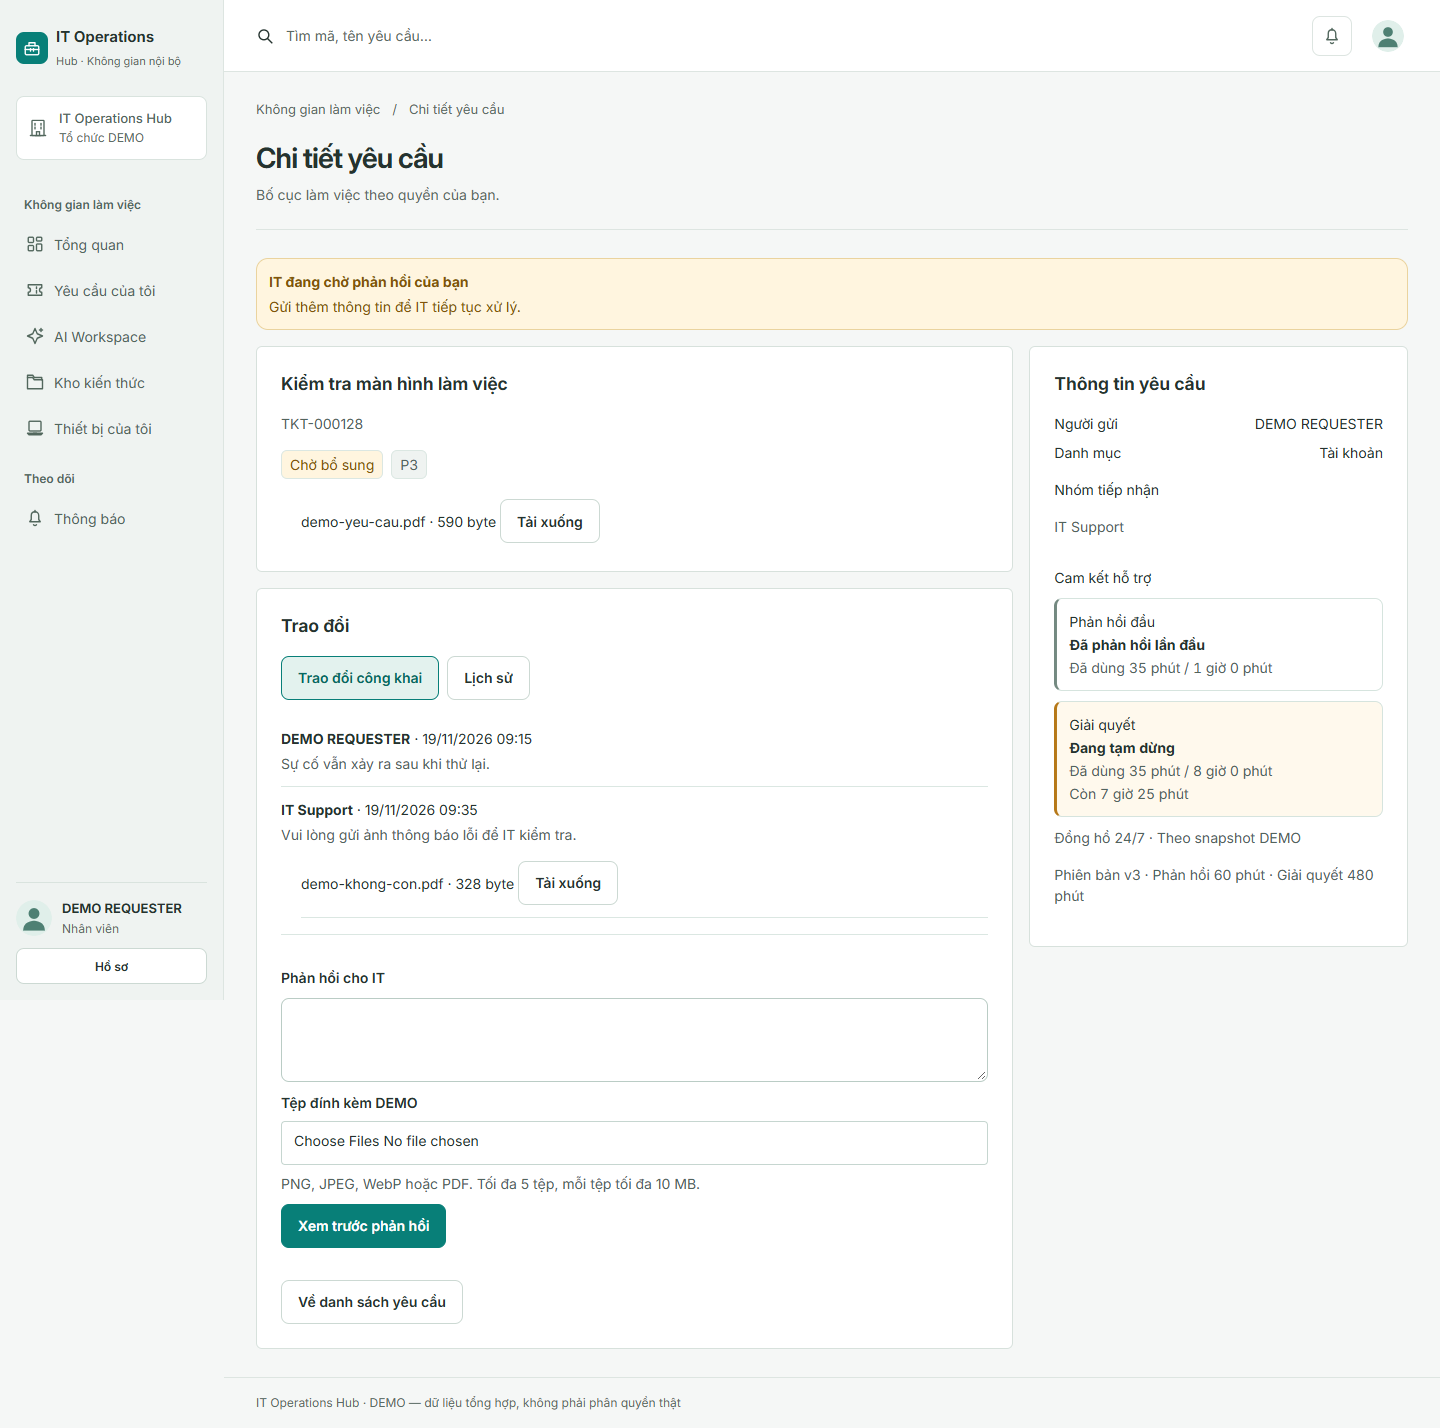 IT Operations
Hub · Không gian nội bộ
IT Operations Hub
Tổ chức DEMO
Không gian làm việc
Tổng quan
Yêu cầu của tôi
AI Workspace
Kho kiến thức
Thiết bị của tôi
Theo dõi
Thông báo
DEMO REQUESTER
Nhân viên
Hồ sơ
Tìm mã, tên yêu cầu...
Không gian làm việc / Chi tiết yêu cầu
Chi tiết yêu cầu
Bố cục làm việc theo quyền của bạn.
IT đang chờ phản hồi của bạn
Gửi thêm thông tin để IT tiếp tục xử lý.
Kiểm tra màn hình làm việc
TKT-000128
Chờ bổ sung P3
demo-yeu-cau.pdf · 590 byte Tải xuống
Trao đổi
Trao đổi công khai Lịch sử
DEMO REQUESTER · 19/11/2026 09:15
Sự cố vẫn xảy ra sau khi thử lại.
IT Support · 19/11/2026 09:35
Vui lòng gửi ảnh thông báo lỗi để IT kiểm tra.
demo-khong-con.pdf · 328 byte Tải xuống
Phản hồi cho IT
Tệp đính kèm DEMO
Choose Files No file chosen
PNG, JPEG, WebP hoặc PDF. Tối đa 5 tệp, mỗi tệp tối đa 10 MB.
Xem trước phản hồi
Về danh sách yêu cầu
Thông tin yêu cầu
Người gửi DEMO REQUESTER
Danh mục Tài khoản
Nhóm tiếp nhận
IT Support
Cam kết hỗ trợ
Phản hồi đầu
Đã phản hồi lần đầu
Đã dùng 35 phút / 1 giờ 0 phút
Giải quyết
Đang tạm dừng
Đã dùng 35 phút / 8 giờ 0 phút
Còn 7 giờ 25 phút
Đồng hồ 24/7 · Theo snapshot DEMO
Phiên bản v3 · Phản hồi 60 phút · Giải quyết 480
phút
IT Operations Hub · DEMO — dữ liệu tổng hợp, không phải phân quyền thật